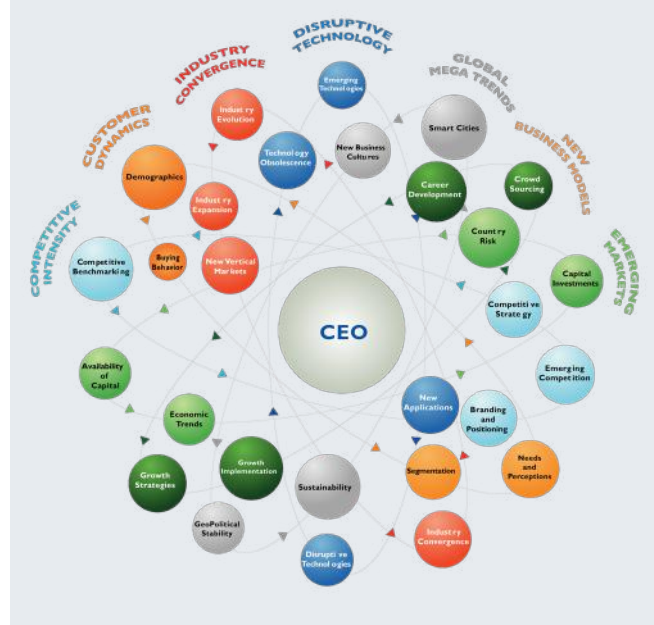 DISRUPTIVE
TECHNOLOGY
INDUSTRY
CONVERGENCE
GLOBAL
MEGA TRENDS
CUSTOMER
DYNAMICS
NEW
BUSINESS MODELS
COMPETITIVE
INTENSITY
EMERGING
MARKETS
Emerging
Technologies
Industry
Evolution
Smart Cities
Technology
Obsolescence
New Business
Cultures
Demographics
Career
Development
Crowd
Sourcing
Industry
Expansion
Country
Risk
Competitive
Benchmarking
Buying
Behavior
New Vertical
Markets
Capital
Investments
Competitive
Strategy
CEO
Availability
of
Capital
Emerging
Competition
New
Applications
Economic
Trends
Branding
and
Positioning
Growth
Strategies
Growth
Implementation
Sustainability
Segmentation
Needs
and
Perceptions
GeoPolitical
Stability
Disruptive
Technologies
Industry
Convergence